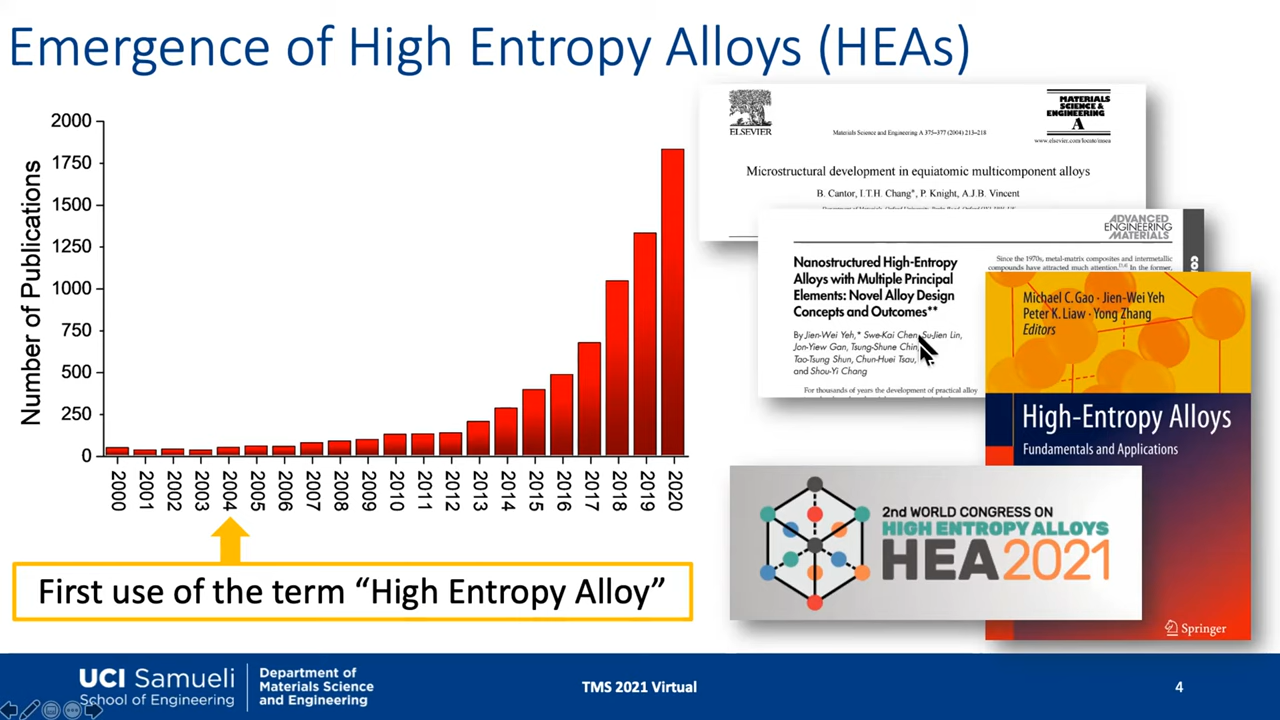 Emergence of High Entropy Alloys (HEAs)
Number of Publications
2000
1750
1500
1250
1000
750
500
250
0
2000
2001
2002
2003
2004
2005
2006
2007
2008
2009
2010
2011
2012
2013
2014
2015
2016
2017
2018
2019
2020
First use of the term “High Entropy Alloy”
ELSEVIER
Materials Science and Engineering A 375–377 (2004) 213–218
MATERIALS
SCIENCE &
ENGINEERING
A
www.elsevier.com/locate/msea
Microstructural development in equiatomic multicomponent alloys
B. Cantor, I.T.H. Chang*, P. Knight, A.J.B. Vincent
ADVANCED
ENGINEERING
MATERIALS
Nanostructured High-Entropy
Alloys with Multiple Principal
Elements: Novel Alloy Design
Concepts and Outcomes**
By Jien-Wei Yeh,* Swe-Kai Chen, Su-Jien Lin,
Jon-Yiew Gan, Tsung-Shune Chin,
Tao-Tsung Shun, Chun-Huei Tsau,
and Shou-Yi Chang
For thousands of years the development of practical alloy
Since the 1970s, metal-matrix composites and intermetallic
compounds have attracted much attention. In the former,
Michael C. Gao · Jien-Wei Yeh
Peter K. Liaw · Yong Zhang
Editors
High-Entropy Alloys
Fundamentals and Applications
Springer
2nd WORLD CONGRESS ON
HIGH ENTROPY ALLOYS
HEA2021
UCI Samueli
School of Engineering
Department of
Materials Science
and Engineering
TMS 2021 Virtual
4